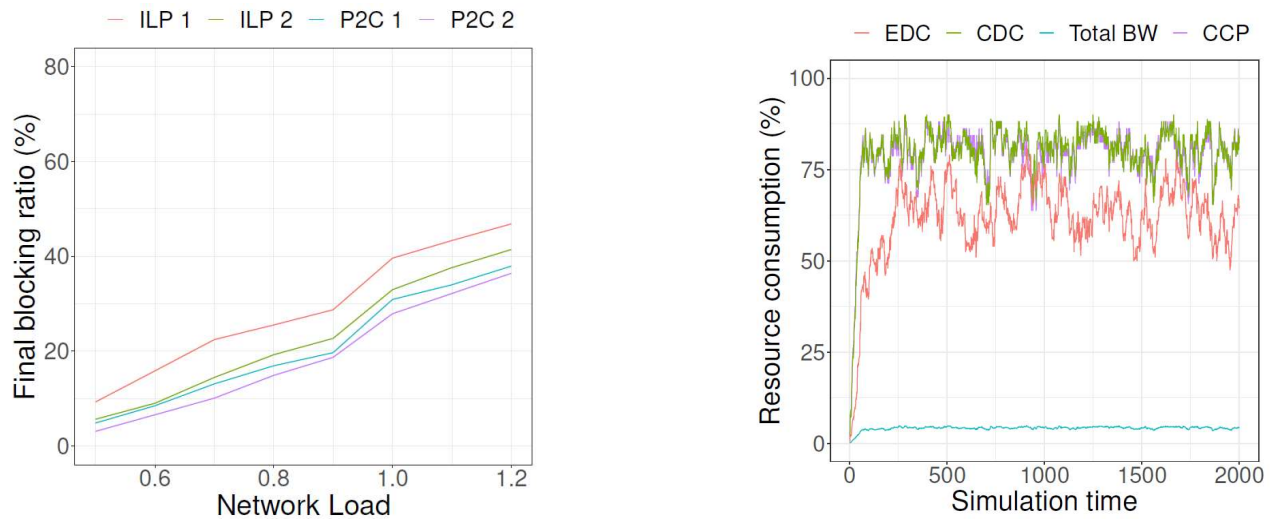 ILP 1 ILP 2 P2C 1 P2C 2
Final blocking ratio (%)
80
60
40
20
0
0.6 0.8 1.0 1.2
Network Load
EDC CDC Total BW CCP
Resource consumption (%)
100
75
50
25
0
0 500 1000 1500 2000
Simulation time